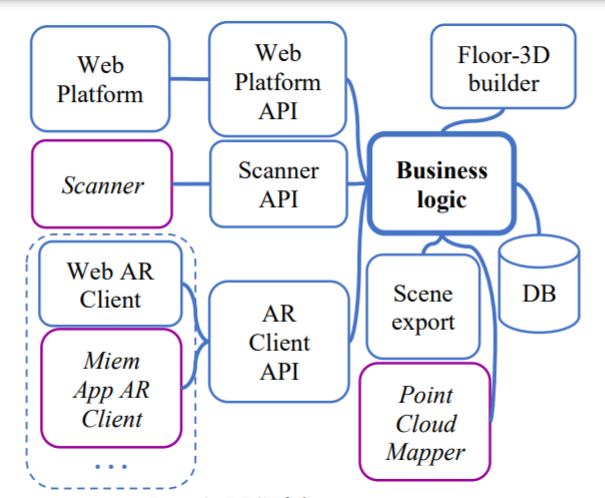 Web
Platform
Web
Platform
API
Floor-3D
builder
Scanner
Scanner
API
Business
logic
Web AR
Client
AR
Client
API
Scene
export
DB
Miem
App AR
Client
Point
Cloud
Mapper
...